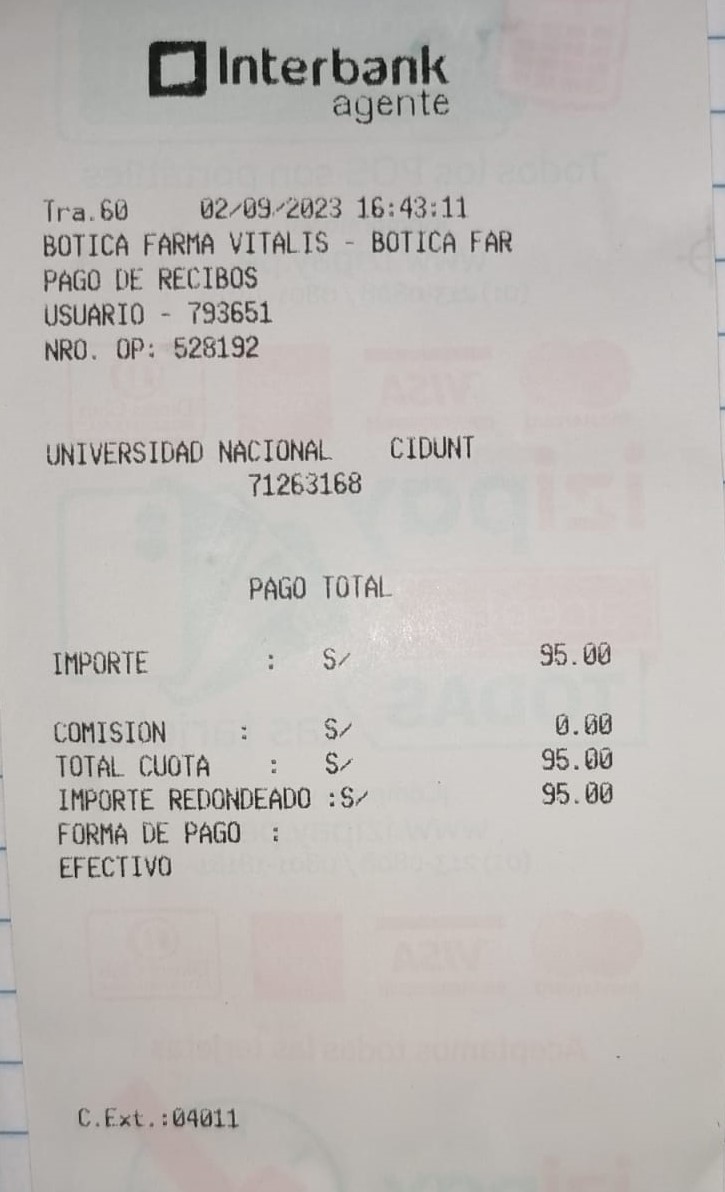 Interbank
agente
Tra.60 02/09/2023 16:43:11
BOTICA FARMA VITALIS - BOTICA FAR
PAGO DE RECIBOS
USUARIO - 793651
NRO. OP: 528192
UNIVERSIDAD NACIONAL CIDUNT
71263168
PAGO TOTAL
IMPORTE : S/ 95.00
COMISION : S/ 0.00
TOTAL CUOTA : S/ 95.00
IMPORTE REDONDEADO :S/ 95.00
FORMA DE PAGO :
EFECTIVO
C.Ext.:04011